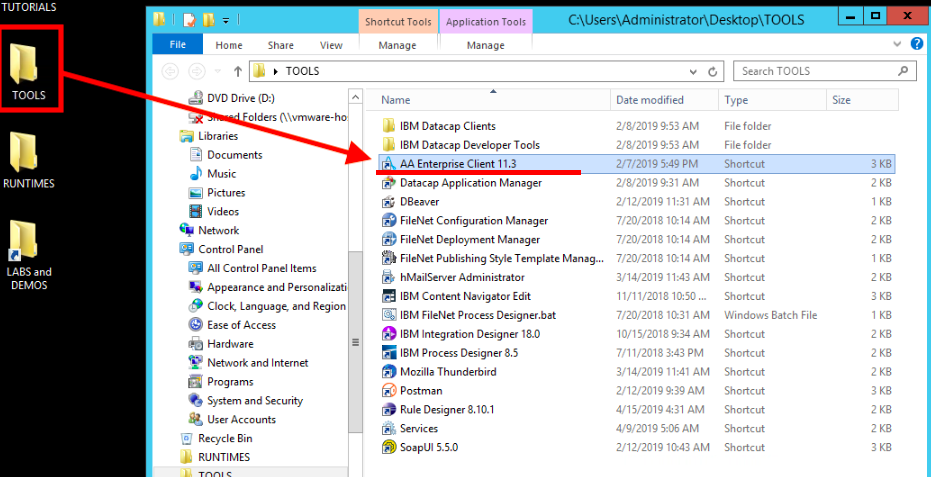 TUTORIALS
TOOLS
RUNTIMES
LABS and
DEMOS
Shortcut Tools
Application Tools
C:\Users\Administrator\Desktop\TOOLS
File
Home
Share
View
Manage
Manage
TOOLS
Search TOOLS
DVD Drive (D:)
Shared Folders (\\vmware-ho
Libraries
Documents
Music
Pictures
Videos
Network
Control Panel
All Control Panel Items
Appearance and Personalizati
Clock, Language, and Region
Ease of Access
Hardware
Network and Internet
Programs
System and Security
User Accounts
Recycle Bin
RUNTIMES
TOOLS
Name Date modified Type Size
IBM Datacap Clients 2/8/2019 9:53 AM File folder
IBM Datacap Developer Tools 2/8/2019 9:53 AM File folder
AA Enterprise Client 11.3 2/7/2019 5:49 PM Shortcut 3 KB
Datacap Application Manager 2/8/2019 9:31 AM Shortcut 2 KB
DBeaver 2/12/2019 11:31 AM Shortcut 1 KB
FileNet Configuration Manager 7/20/2018 10:14 AM Shortcut 2 KB
FileNet Deployment Manager 7/20/2018 10:14 AM Shortcut 2 KB
FileNet Publishing Style Template Manag... 7/20/2018 10:14 AM Shortcut 3 KB
hMailServer Administrator 3/14/2019 11:43 AM Shortcut 2 KB
IBM Content Navigator Edit 11/11/2018 10:50 ... Shortcut 3 KB
IBM FileNet Process Designer.bat 7/20/2018 10:31 AM Windows Batch File 1 KB
IBM Integration Designer 18.0 10/15/2018 9:34 AM Shortcut 2 KB
IBM Process Designer 8.5 7/11/2018 3:43 PM Shortcut 2 KB
Mozilla Thunderbird 3/14/2019 11:41 AM Shortcut 2 KB
Postman 2/12/2019 9:39 AM Shortcut 3 KB
Rule Designer 8.10.1 4/15/2019 4:31 AM Shortcut 2 KB
Services 4/9/2019 5:06 AM Shortcut 2 KB
SoapUI 5.5.0 2/12/2019 10:43 AM Shortcut 3 KB